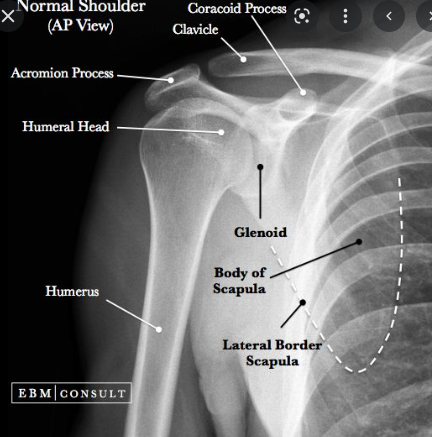 Normal Shoulder
(AP View)
Coracoid Process
Clavicle
Acromion Process
Humeral Head
Glenoid
Body of
Scapula
Humerus
Lateral Border
Scapula
EBM CONSULT